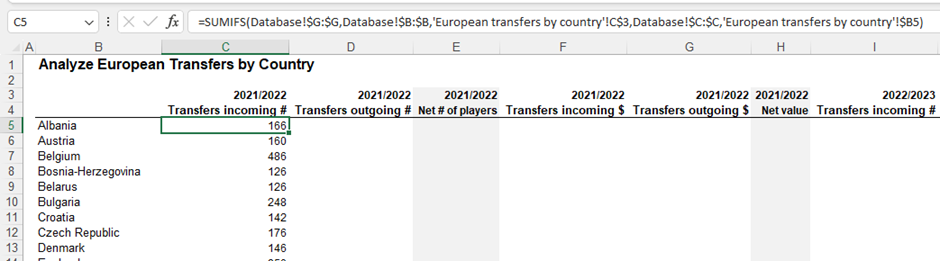 C5 fx =SUMIFS(Database!$G:$G,Database!$B:$B,'European transfers by country'!C$3,Database!$C:$C,'European transfers by country'!$B5)
A B C D E F G H I
1 Analyze European Transfers by Country
2
3 2021/2022 2021/2022 2021/2022 2021/2022 2021/2022 2021/2022 2022/2023
4 Transfers incoming # Transfers outgoing # Net # of players Transfers incoming $ Transfers outgoing $ Net value Transfers incoming #
5 Albania 166
6 Austria 160
7 Belgium 486
8 Bosnia-Herzegovina 126
9 Belarus 126
10 Bulgaria 248
11 Croatia 142
12 Czech Republic 176
13 Denmark 146